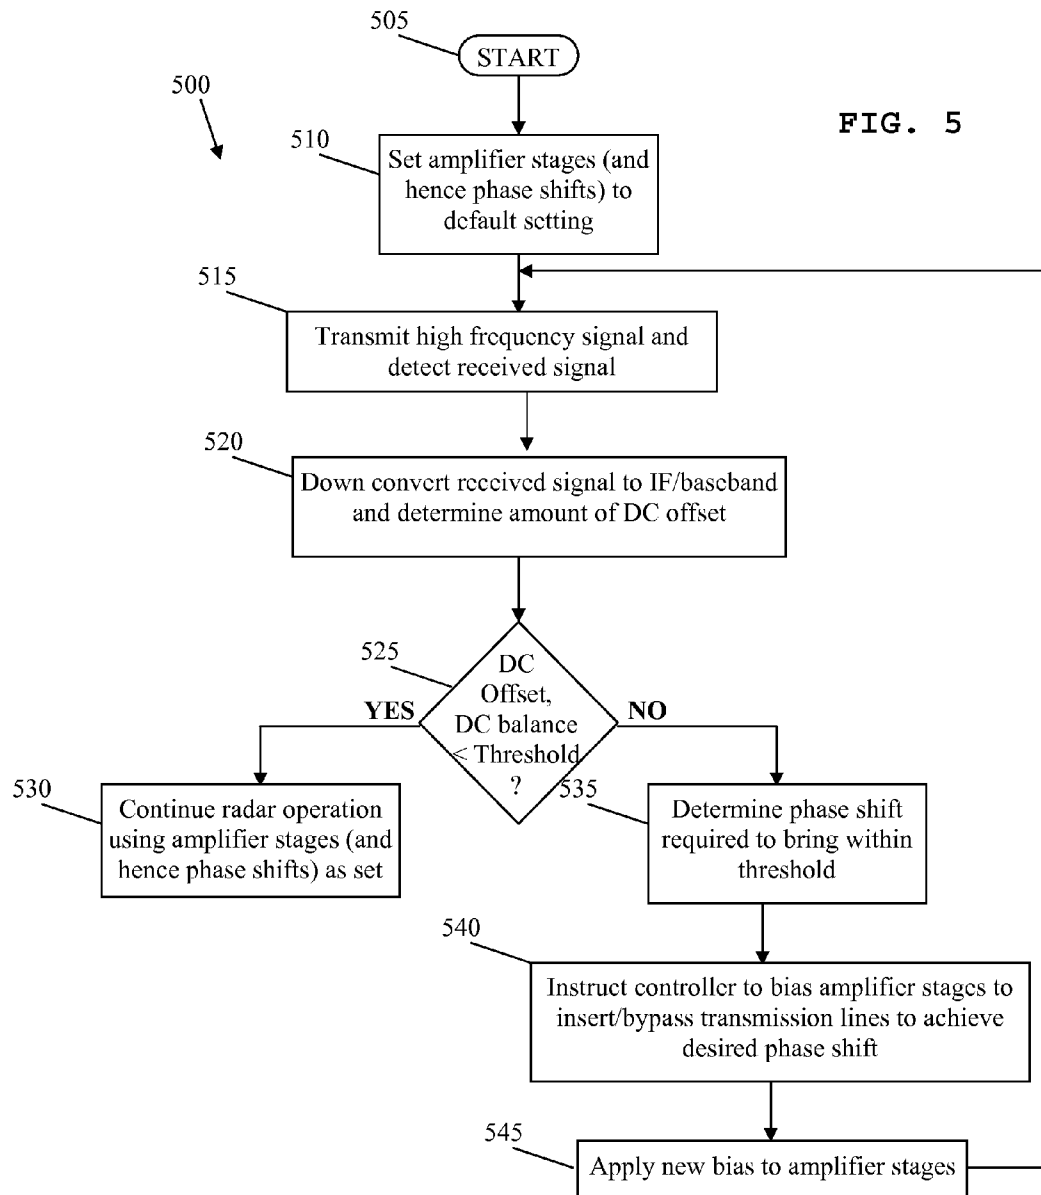 505
START
500
FIG. 5
510
Set amplifier stages (and
hence phase shifts) to
default setting
515
Transmit high frequency signal and
detect received signal
520
Down convert received signal to IF/baseband
and determine amount of DC offset
525
DC
Offset,
DC balance
< Threshold
?
YES
NO
530
Continue radar operation
using amplifier stages (and
hence phase shifts) as set
535
Determine phase shift
required to bring within
threshold
540
Instruct controller to bias amplifier stages to
insert/bypass transmission lines to achieve
desired phase shift
545
Apply new bias to amplifier stages